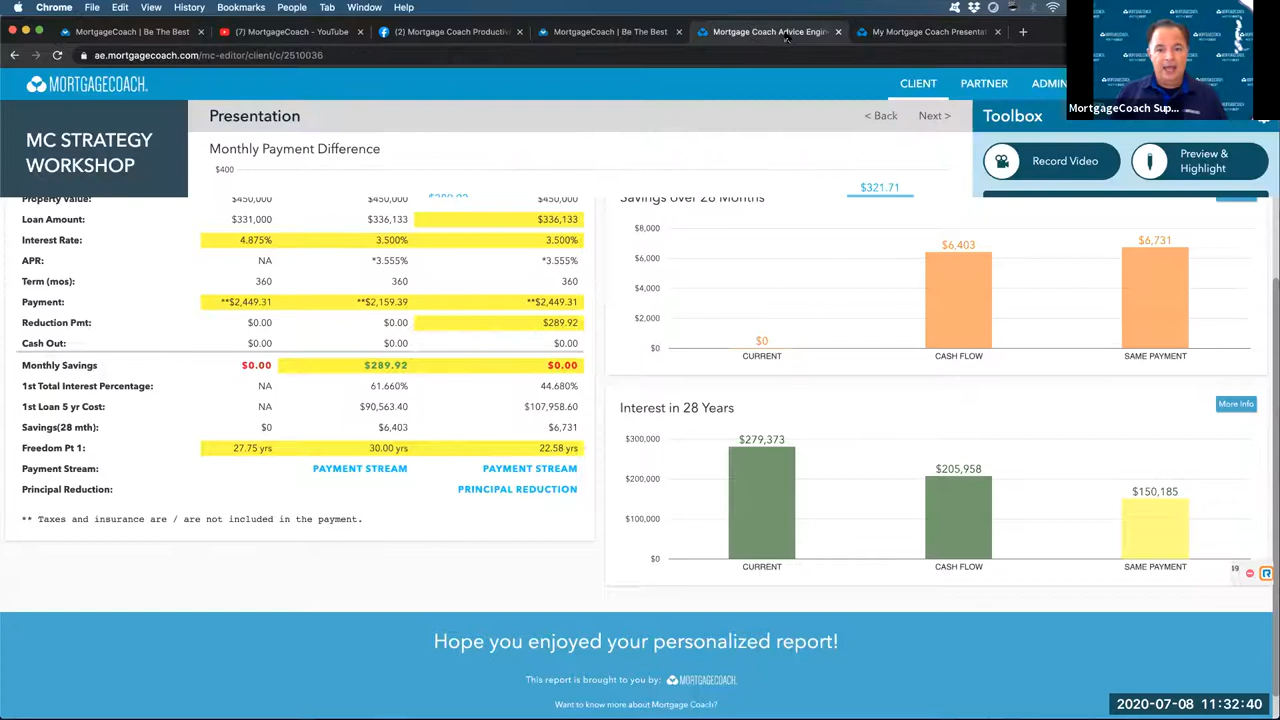 Chrome File Edit View History Bookmarks People Tab Window Help
MortgageCoach | Be The Best (7) MortgageCoach - YouTube (2) Mortgage Coach Productiv MortgageCoach | Be The Best Mortgage Coach Advice Engin My Mortgage Coach Presentat
ae.mortgagecoach.com/mc-editor/client/c/2510036
MORTGAGECOACH CLIENT PARTNER ADMIN
MortgageCoach Sup...
MC STRATEGY
WORKSHOP
Presentation < Back Next >
Toolbox
Monthly Payment Difference
Record Video
Preview &
Highlight
$400
$289.92
$321.71
Property Value: $450,000 $450,000 $450,000
Loan Amount: $331,000 $336,133 $336,133
Interest Rate: 4.875% 3.500% 3.500%
APR: NA *3.555% *3.555%
Term (mos): 360 360 360
Payment: **$2,449.31 **$2,159.39 **$2,449.31
Reduction Pmt: $0.00 $0.00 $289.92
Cash Out: $0.00 $0.00 $0.00
Monthly Savings $0.00 $289.92 $0.00
1st Total Interest Percentage: NA 61.660% 44.680%
1st Loan 5 yr Cost: NA $90,563.40 $107,958.60
Savings(28 mth): $0 $6,403 $6,731
Freedom Pt 1: 27.75 yrs 30.00 yrs 22.58 yrs
Payment Stream: PAYMENT STREAM PAYMENT STREAM
Principal Reduction: PRINCIPAL REDUCTION
** Taxes and insurance are / are not included in the payment.
Savings over 28 Months
$8,000
$6,000
$4,000
$2,000
$0
$0
$6,403
$6,731
CURRENT CASH FLOW SAME PAYMENT
Interest in 28 Years
More Info
$300,000
$200,000
$100,000
$0
$279,373
$205,958
$150,185
CURRENT CASH FLOW SAME PAYMENT
Hope you enjoyed your personalized report!
This report is brought to you by: MORTGAGECOACH
Want to know more about Mortgage Coach?
2020-07-08 11:32:40